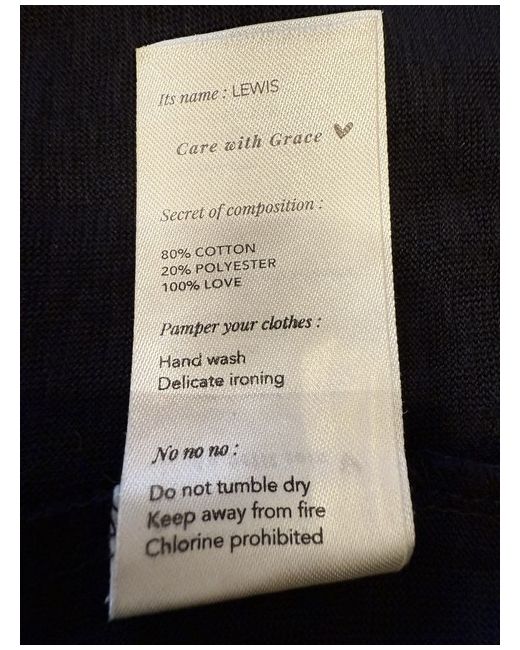 Its name : LEWIS
Care with Grace
Secret of composition :
80% COTTON
20% POLYESTER
100% LOVE
Pamper your clothes :
Hand wash
Delicate ironing
No no no :
Do not tumble dry
Keep away from fire
Chlorine prohibited